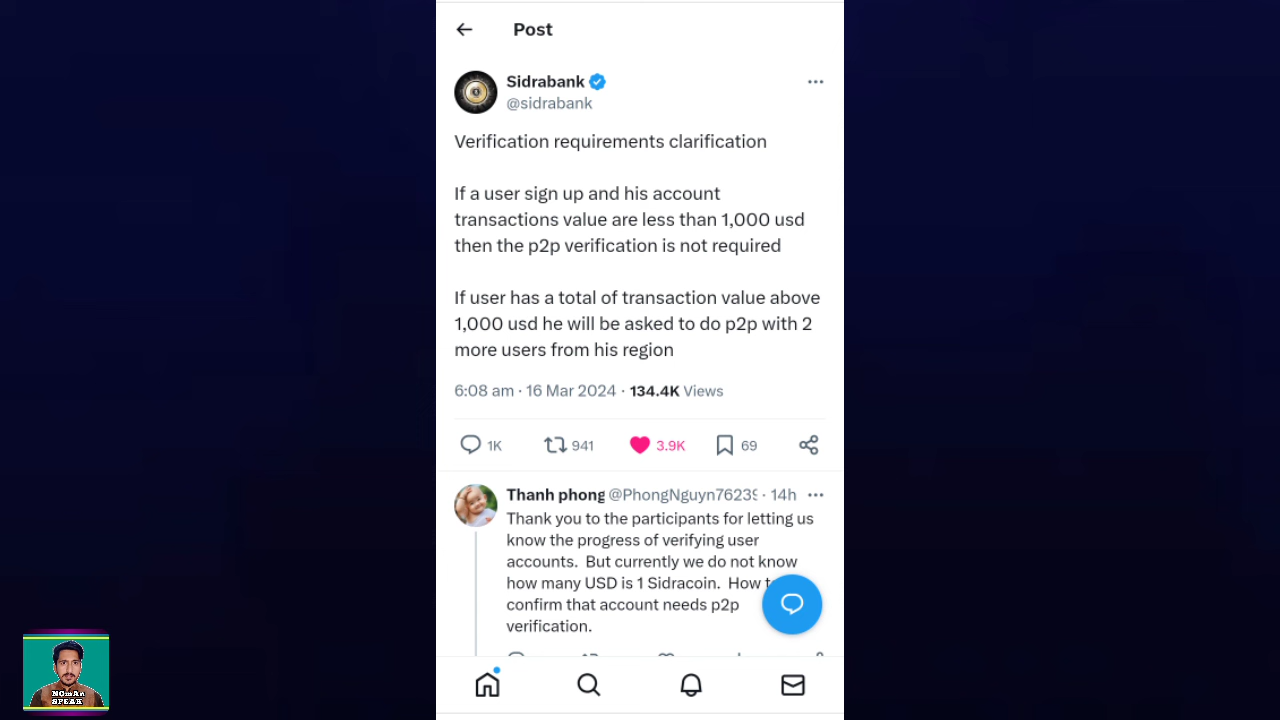 Post
Sidrabank
@sidrabank
Verification requirements clarification
If a user sign up and his account
transactions value are less than 1,000 usd
then the p2p verification is not required
If user has a total of transaction value above
1,000 usd he will be asked to do p2p with 2
more users from his region
6:08 am · 16 Mar 2024 · 134.4K Views
1K 941 3.9K 69
Thanh phong @PhongNguyn7623 · 14h
Thank you to the participants for letting us
know the progress of verifying user
accounts. But currently we do not know
how many USD is 1 Sidracoin. How
confirm that account needs p2p
verification.
NOmAn
SPEAK